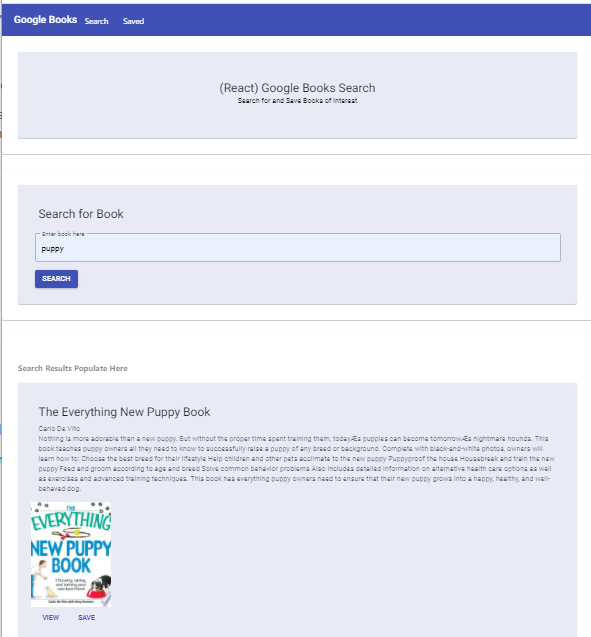 Google Books Search Saved
(React) Google Books Search
Search for and Save Books of Interest
Search for Book
Enter book here
puppy
SEARCH
Search Results Populate Here
The Everything New Puppy Book
Carlo De Vito
Nothing is more adorable than a new puppy. But without the proper time spent training them, todayÆs puppies can become tomorrowÆs nightmare hounds. This
book teaches puppy owners all they need to know to successfully raise a puppy of any breed or background. Complete with black-and-white photos, owners will
learn how to: Choose the best breed for their lifestyle Help children and other pets acclimate to the new puppy Puppyproof the house Housebreak and train the new
puppy Feed and groom according to age and breed Solve common behavior problems Also includes detailed information on alternative health care options as well
as exercises and advanced training techniques. This book has everything puppy owners need to ensure that their new puppy grows into a happy, healthy, and well-
behaved dog.
THE
EVERYTHING
NEW PUPPY
BOOK
Choosing, raising,
and training your
new best friend
VIEW SAVE